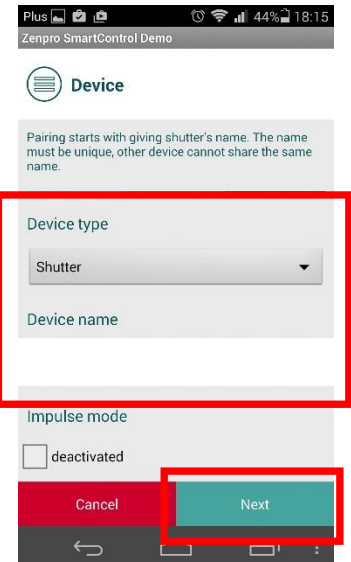 Plus 44% 18:15
Zenpro SmartControl Demo
Device
Pairing starts with giving shutter's name. The name
must be unique, other device cannot share the same
name.
Device type
Shutter
Device name
Impulse mode
deactivated
Cancel Next